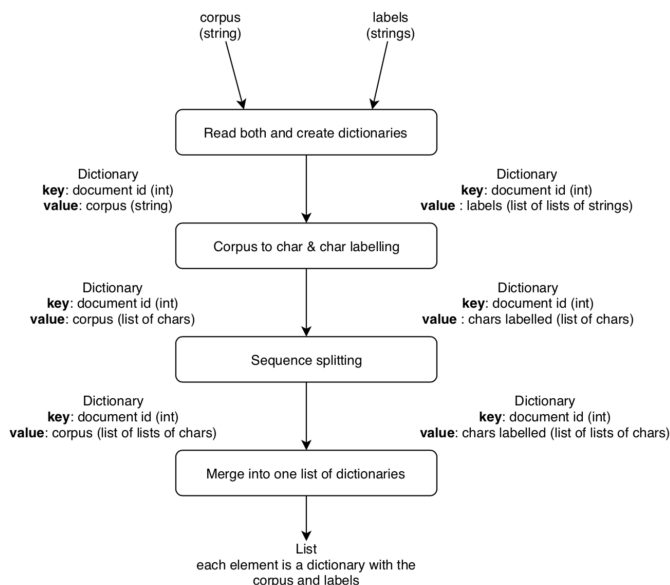 corpus
(string)
labels
(strings)
Read both and create dictionaries
Dictionary
key: document id (int)
value: corpus (string)
Dictionary
key: document id (int)
value : labels (list of lists of strings)
Corpus to char & char labelling
Dictionary
key: document id (int)
value: corpus (list of chars)
Dictionary
key: document id (int)
value : chars labelled (list of chars)
Sequence splitting
Dictionary
key: document id (int)
value: corpus (list of lists of chars)
Dictionary
key: document id (int)
value: chars labelled (list of lists of chars)
Merge into one list of dictionaries
List
each element is a dictionary with the
corpus and labels